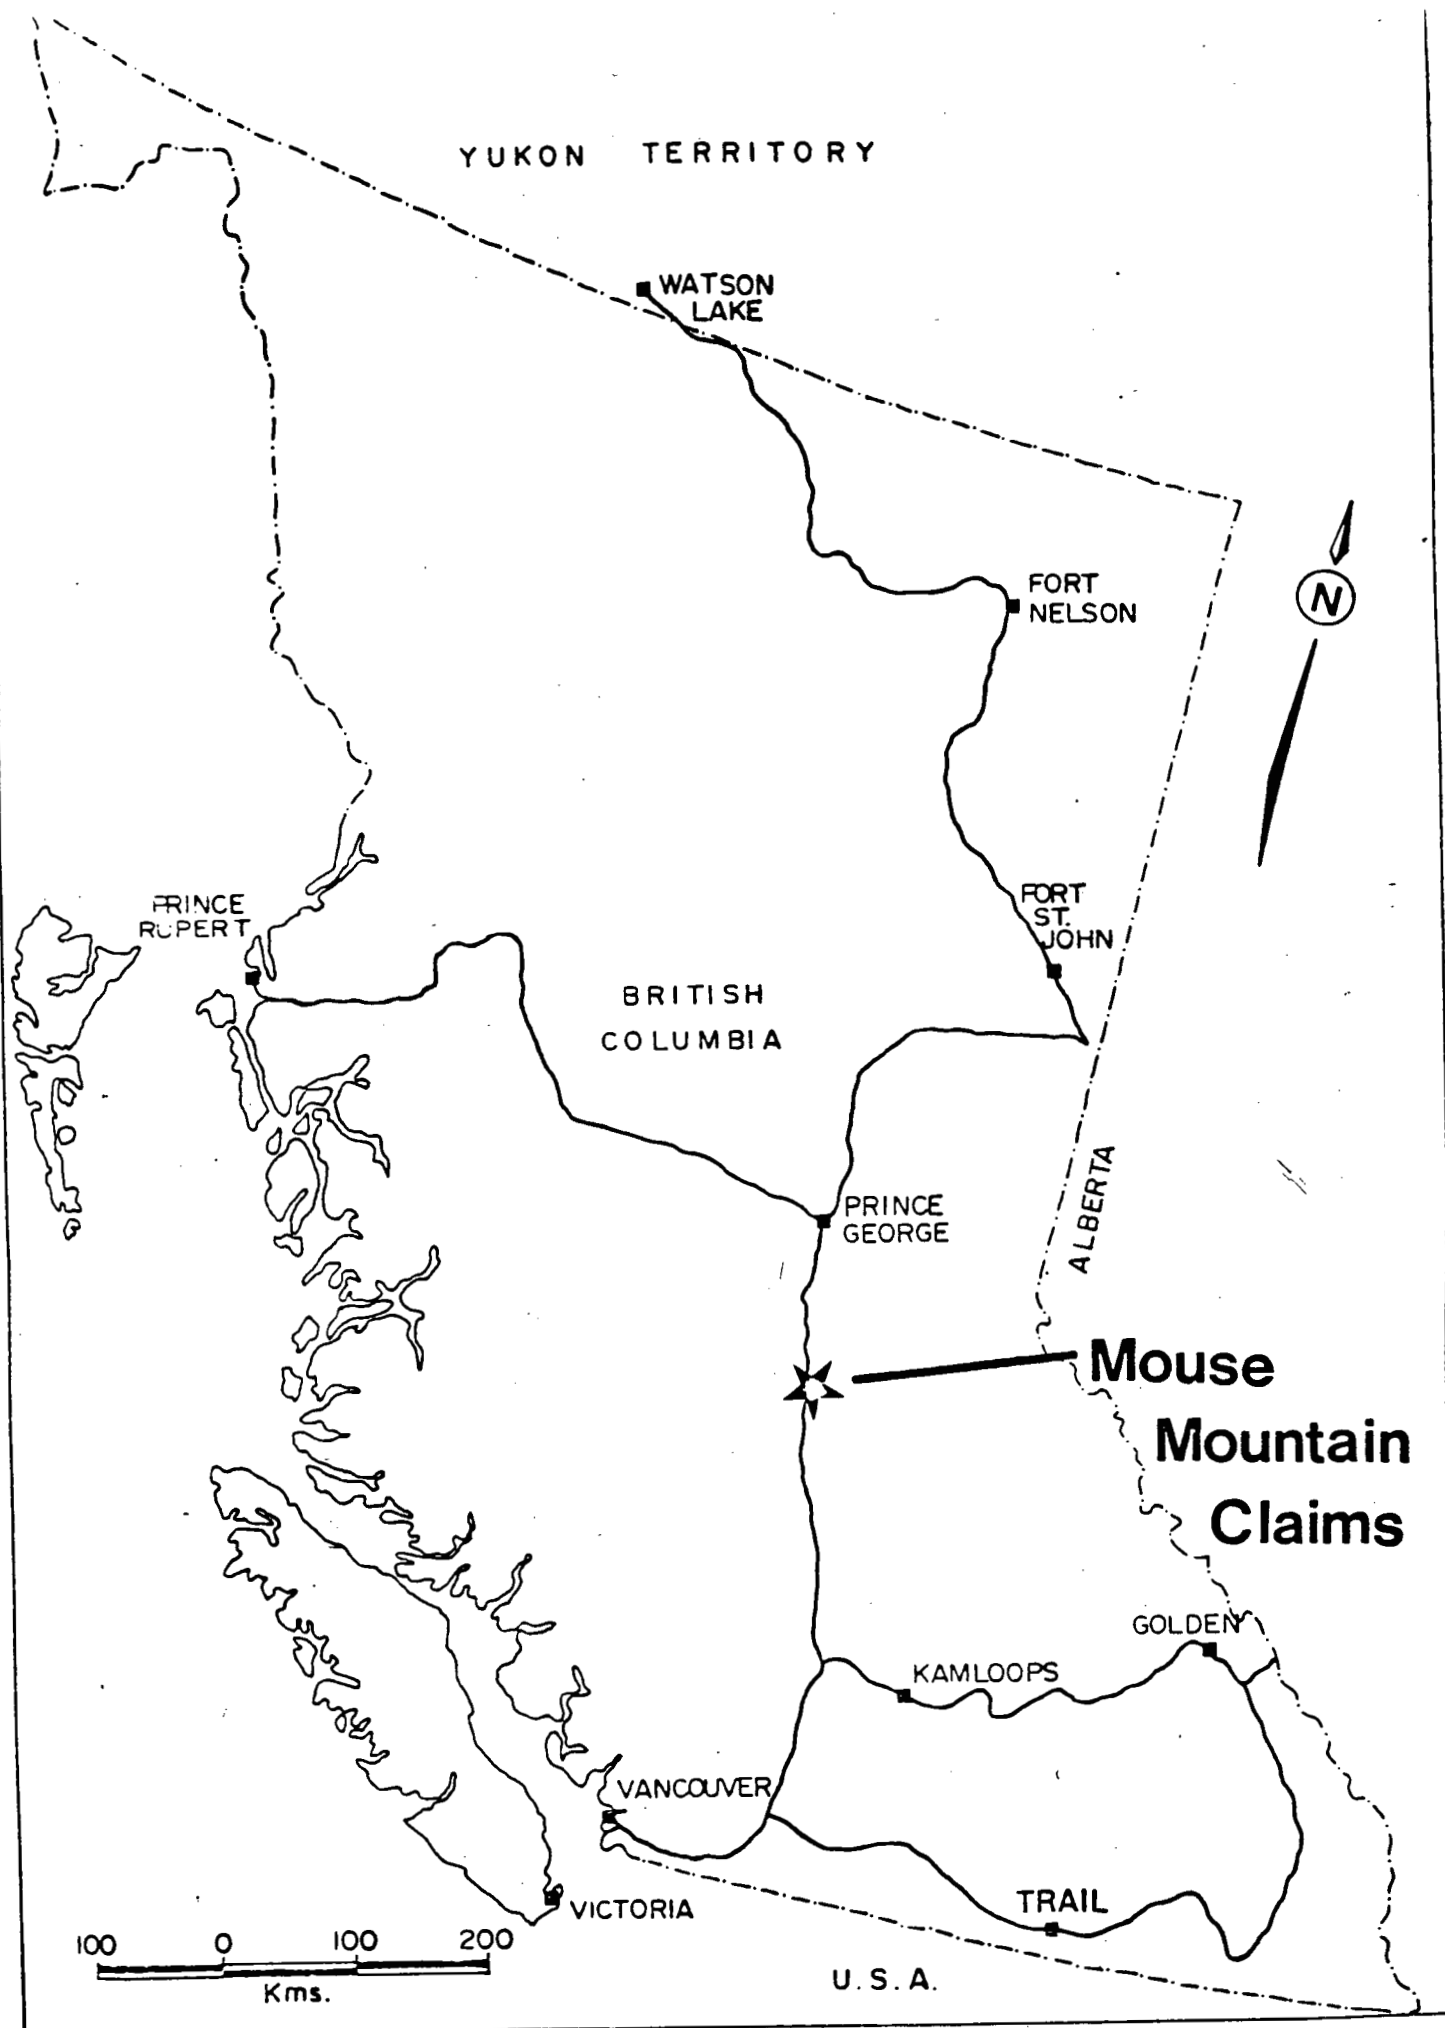 YUKON TERRITORY
WATSON
LAKE
FORT
NELSON
N
FORT
ST.
JOHN
PRINCE
RUPERT
BRITISH
COLUMBIA
PRINCE
GEORGE
ALBERTA
Mouse
Mountain
Claims
GOLDEN
KAMLOOPS
VANCOUVER
TRAIL
VICTORIA
100 0 100 200
Kms.
U.S.A.